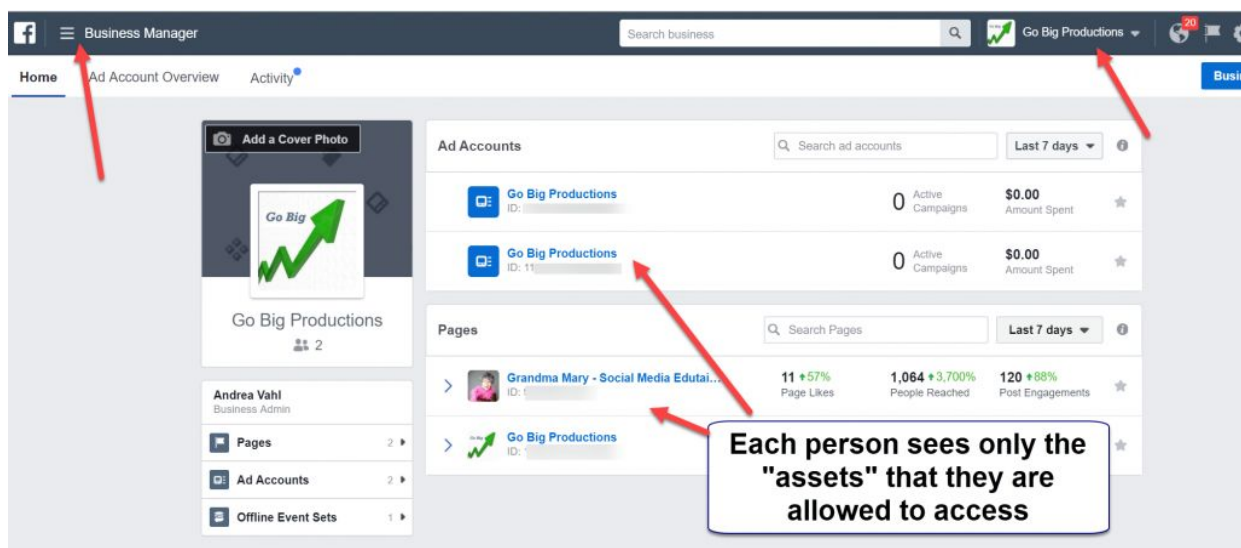 Business Manager
Search business
Go Big Productions
20
Home
Ad Account Overview
Activity
Add a Cover Photo
Go Big
Go Big Productions
2
Andrea Vahl
Business Admin
Pages 2
Ad Accounts 2
Offline Event Sets 1
Ad Accounts
Search ad accounts
Last 7 days
Go Big Productions
ID:
0 Active Campaigns
$0.00
Amount Spent
Go Big Productions
ID: 11
0 Active Campaigns
$0.00
Amount Spent
Pages
Search Pages
Last 7 days
Grandma Mary - Social Media Edutai...
ID:
11 +57%
Page Likes
1,064 +3,700%
People Reached
120 +88%
Post Engagements
Go Big Productions
ID:
Each person sees only the
"assets" that they are
allowed to access